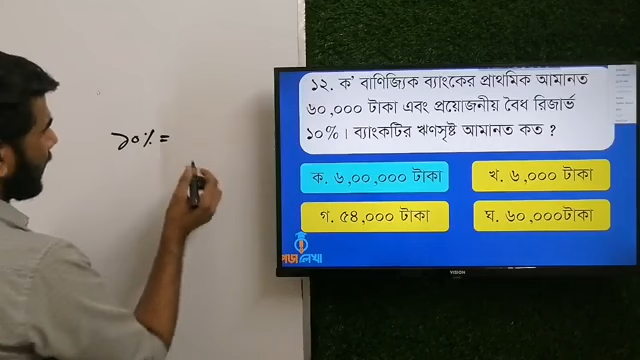 ১০% =
১২. ক' বাণিজ্যিক ব্যাংকের প্রাথমিক আমানত
৬০,০০০ টাকা এবং প্রয়োজনীয় বৈধ রিজার্ভ
১০%। ব্যাংকটির ঋণসৃষ্ট আমানত কত ?
ক. ৬,০০,০০০ টাকা
খ. ৬,০০০ টাকা
গ. ৫৪,০০০ টাকা
ঘ. ৬০,০০০টাকা
VISION